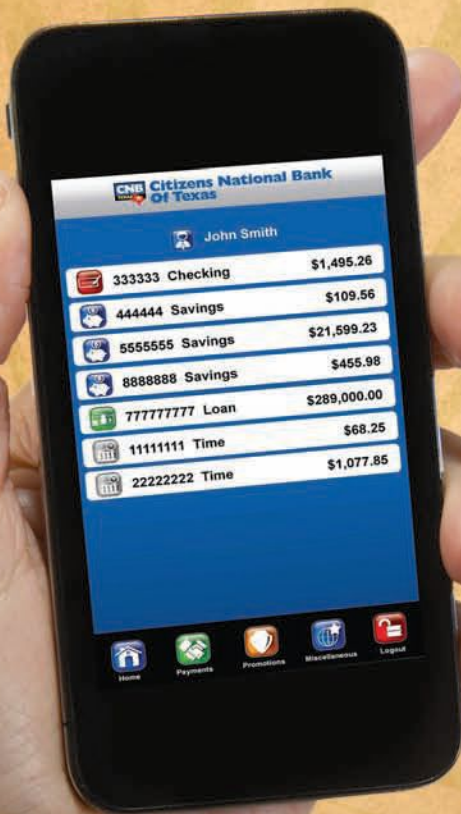 CNB
TEXAS
Citizens National Bank
Of Texas
John Smith
333333 Checking $1,495.26
444444 Savings $109.56
5555555 Savings $21,599.23
8888888 Savings $455.98
777777777 Loan $289,000.00
11111111 Time $68.25
22222222 Time $1,077.85
Home Payments Promotions Miscellaneous Logout